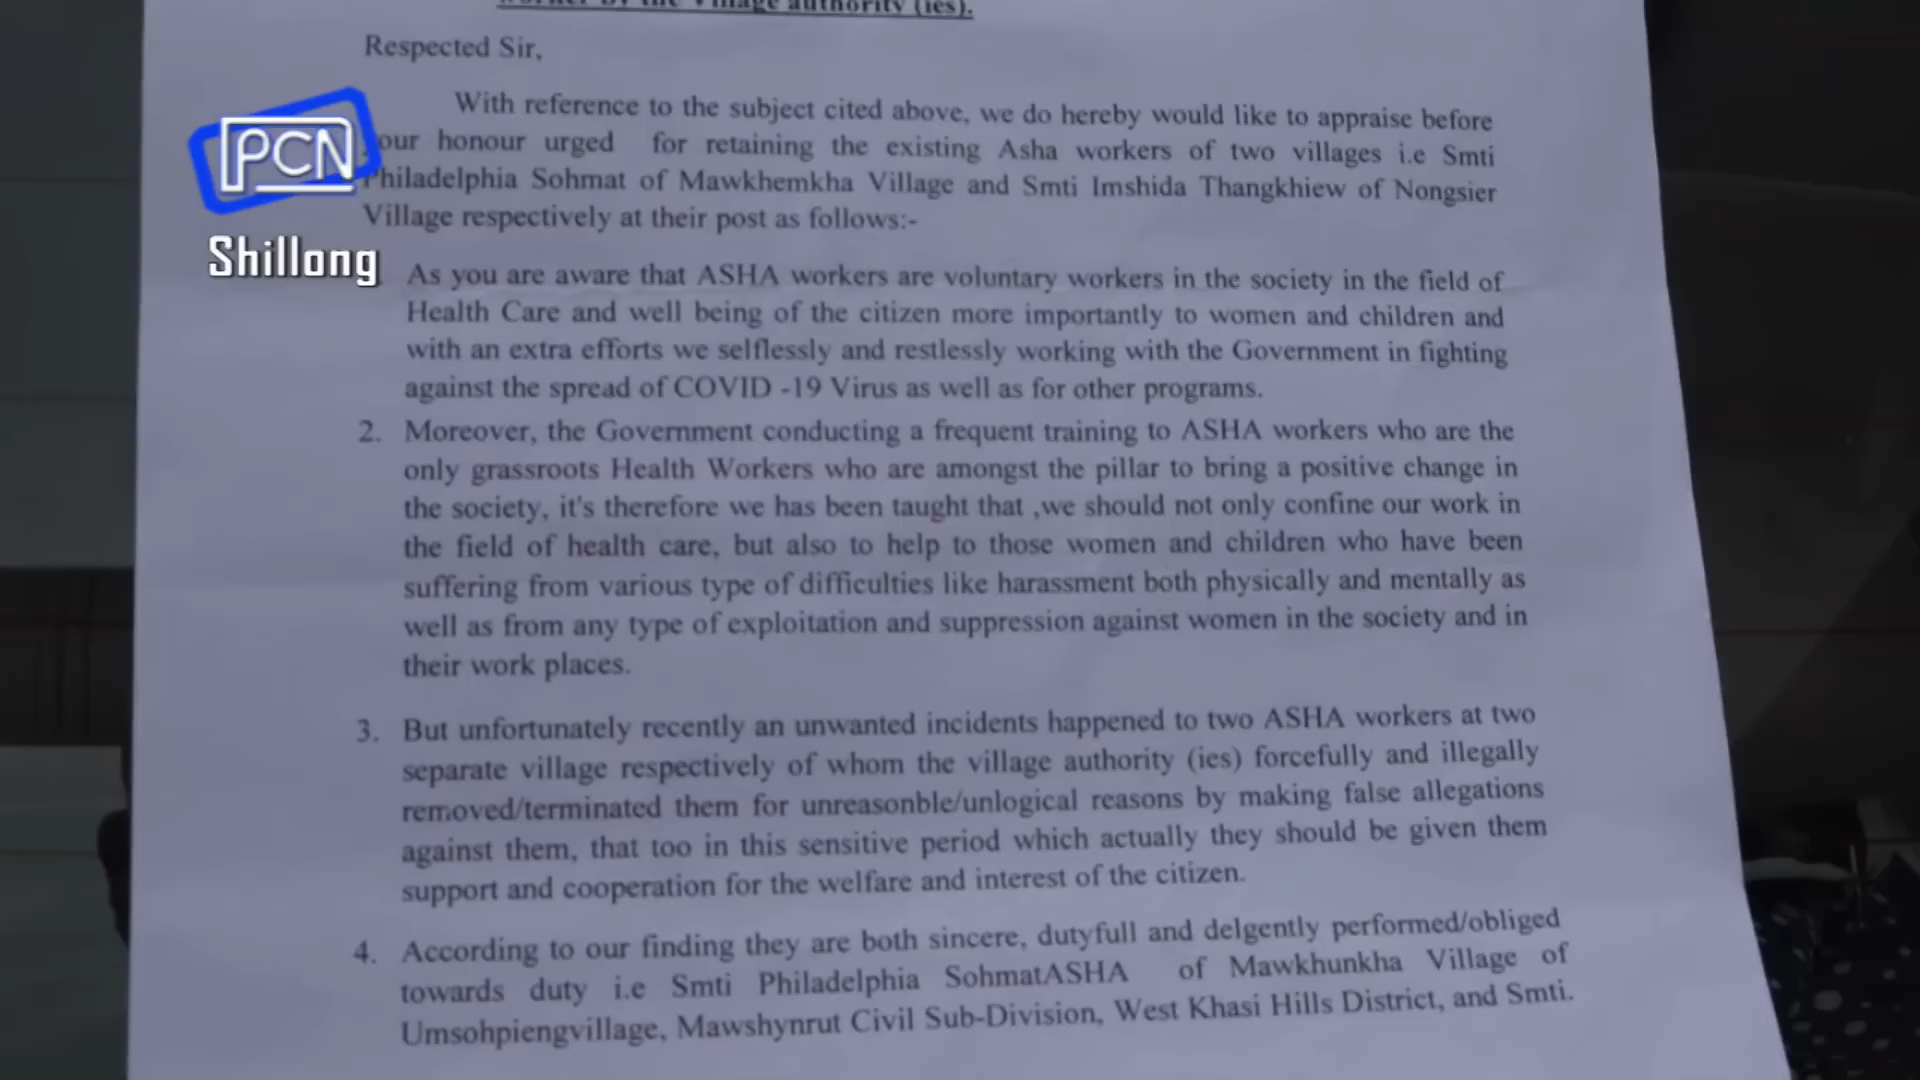 worker by the Village authority (ies).
Respected Sir,
With reference to the subject cited above, we do hereby would like to appraise before
our honour urged for retaining the existing Asha workers of two villages i.e Smti
Philadelphia Sohmat of Mawkhemkha Village and Smti Imshida Thangkhiew of Nongsier
Village respectively at their post as follows:-
PCN
Shillong
As you are aware that ASHA workers are voluntary workers in the society in the field of
Health Care and well being of the citizen more importantly to women and children and
with an extra efforts we selflessly and restlessly working with the Government in fighting
against the spread of COVID -19 Virus as well as for other programs.
2. Moreover, the Government conducting a frequent training to ASHA workers who are the
only grassroots Health Workers who are amongst the pillar to bring a positive change in
the society, it's therefore we has been taught that ,we should not only confine our work in
the field of health care, but also to help to those women and children who have been
suffering from various type of difficulties like harassment both physically and mentally as
well as from any type of exploitation and suppression against women in the society and in
their work places.
3. But unfortunately recently an unwanted incidents happened to two ASHA workers at two
separate village respectively of whom the village authority (ies) forcefully and illegally
removed/terminated them for unreasonble/unlogical reasons by making false allegations
against them, that too in this sensitive period which actually they should be given them
support and cooperation for the welfare and interest of the citizen.
4. According to our finding they are both sincere, dutyfull and delgently performed/obliged
towards duty i.e Smti Philadelphia SohmatASHA of Mawkhunkha Village of
Umsohpiengvillage, Mawshynrut Civil Sub-Division, West Khasi Hills District, and Smti.